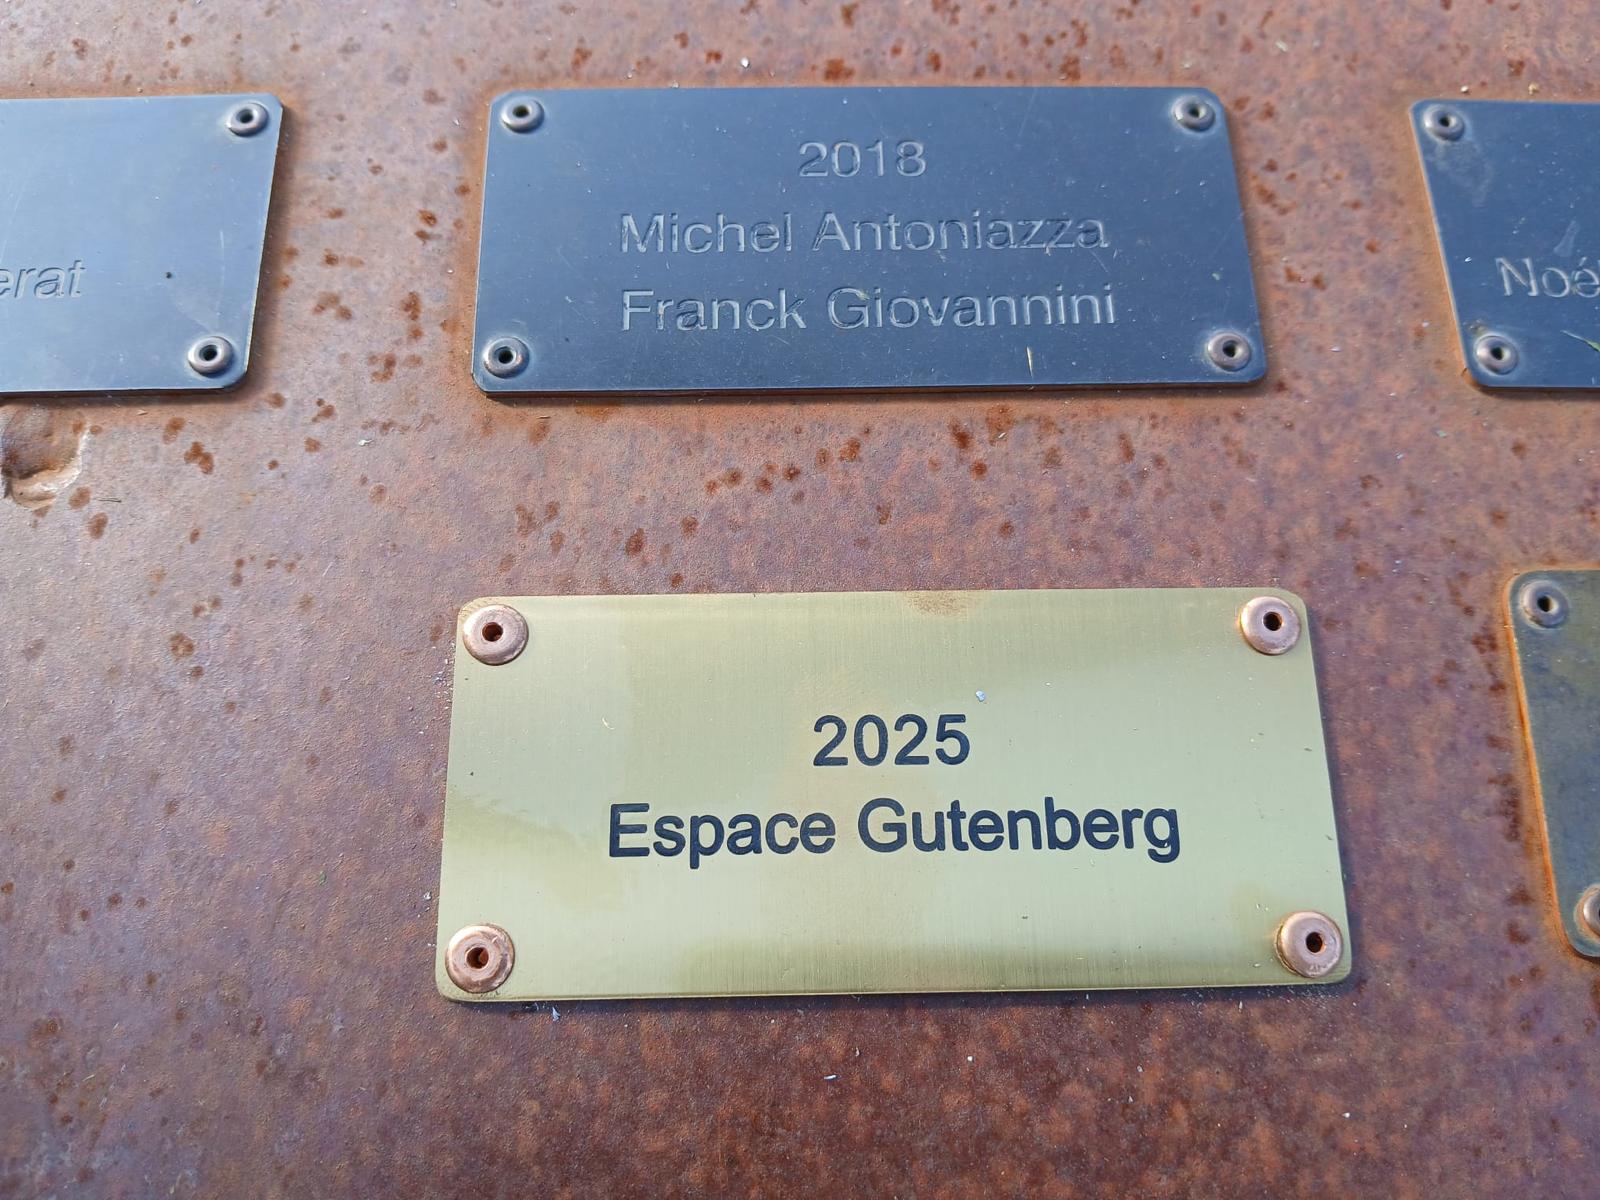 2018
Michel Antoniazza
Franck Giovannini
2025
Espace Gutenberg